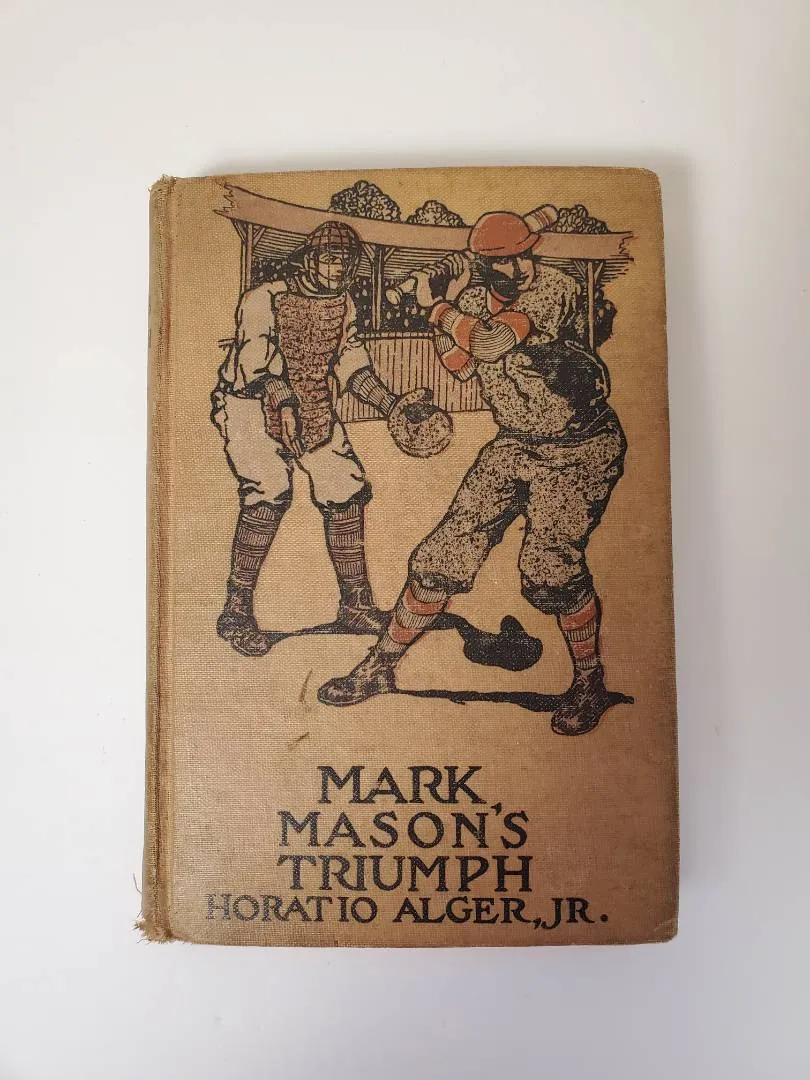 MARK
MASON'S
TRIUMPH
HORATIO ALGER, JR.